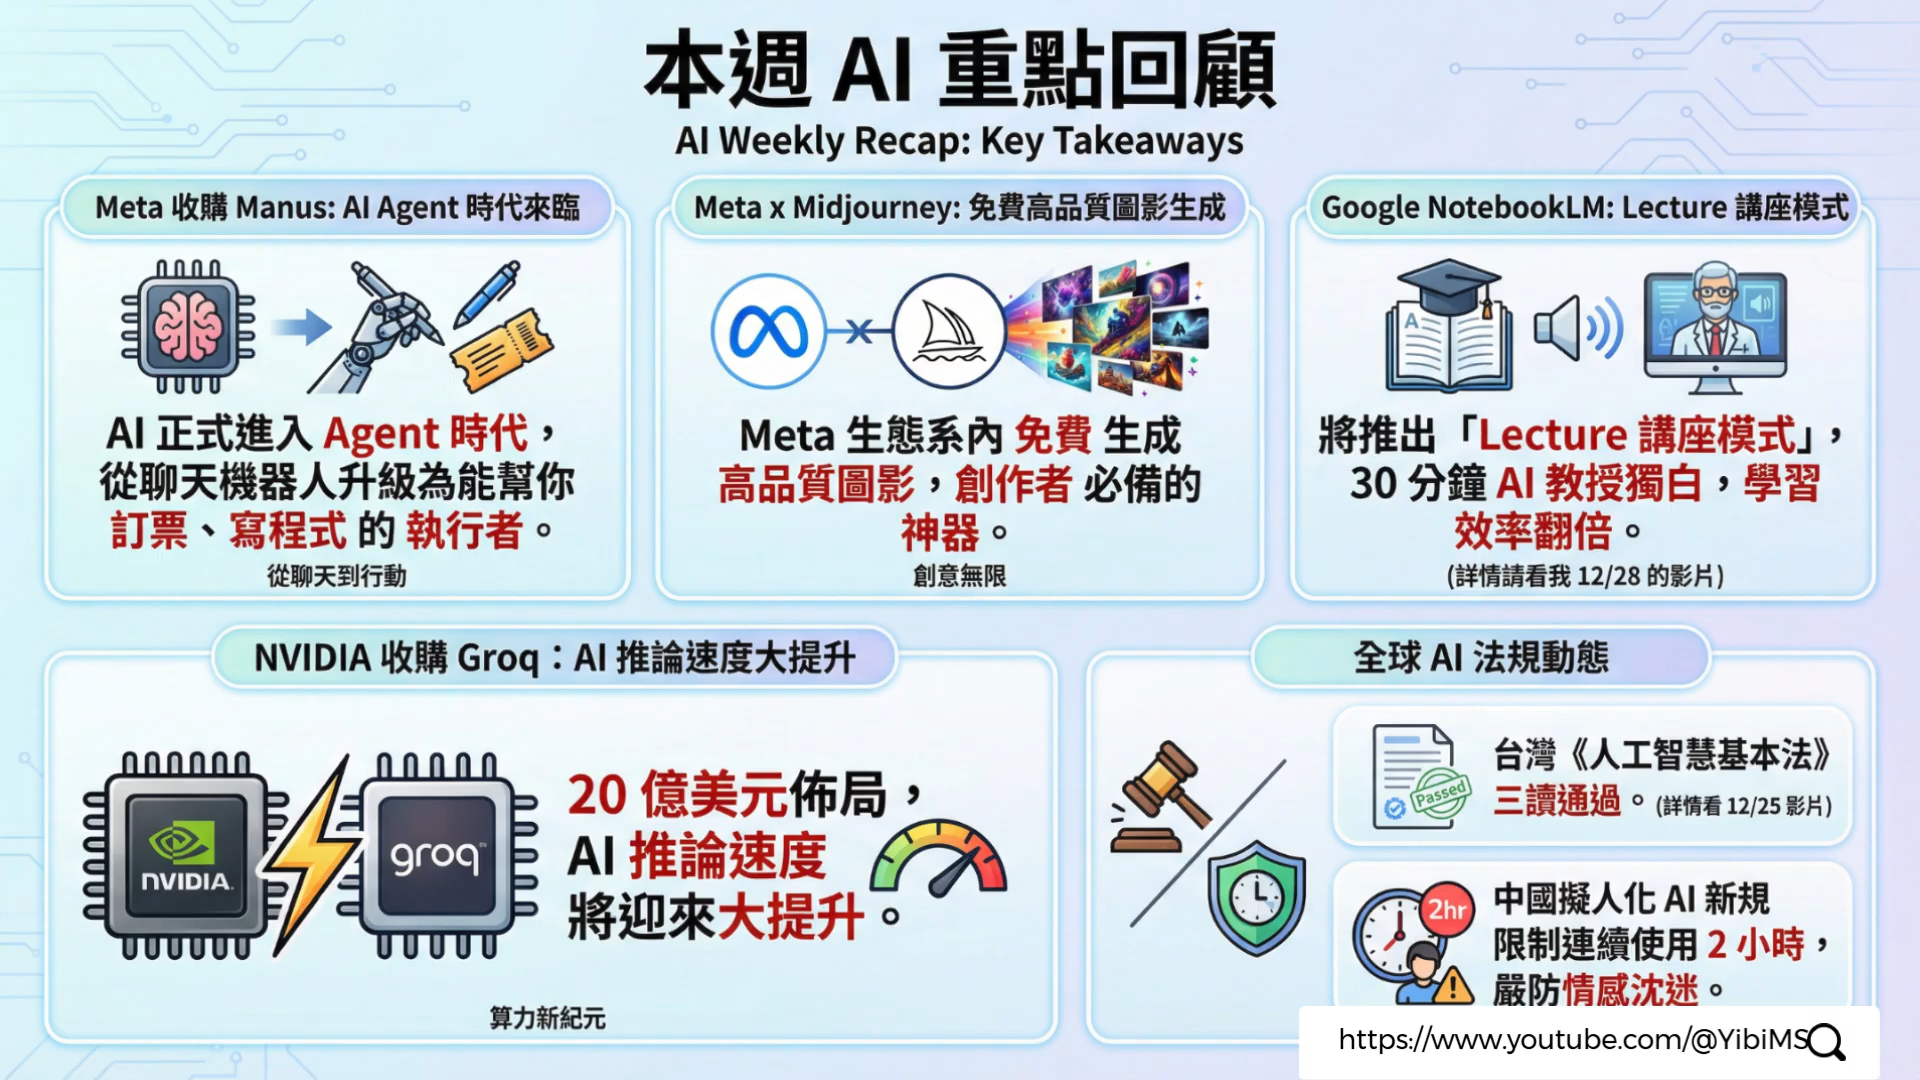 本週 AI 重點回顧
AI Weekly Recap: Key Takeaways
Meta 收購 Manus: AI Agent 時代來臨
AI 正式進入 Agent 時代，
從聊天機器人升級為能幫你
訂票、寫程式 的 執行者。
從聊天到行動
Meta x Midjourney: 免費高品質圖影生成
X
Meta 生態系內 免費 生成
高品質圖影，創作者 必備的
神器。
創意無限
Google NotebookLM: Lecture 講座模式
A
將推出「Lecture 講座模式」，
30 分鐘 AI 教授獨白，學習
效率翻倍。
(詳情請看我 12/28 的影片)
NVIDIA 收購 Groq：AI 推論速度大提升
NVIDIA
groq
20 億美元佈局，
AI 推論速度
將迎來大提升。
算力新紀元
全球 AI 法規動態
Passed
台灣《人工智慧基本法》
三讀通過。(詳情看 12/25 影片)
2hr
中國擬人化 AI 新規
限制連續使用 2 小時，
嚴防情感沈迷。
https://www.youtube.com/@YibiMS